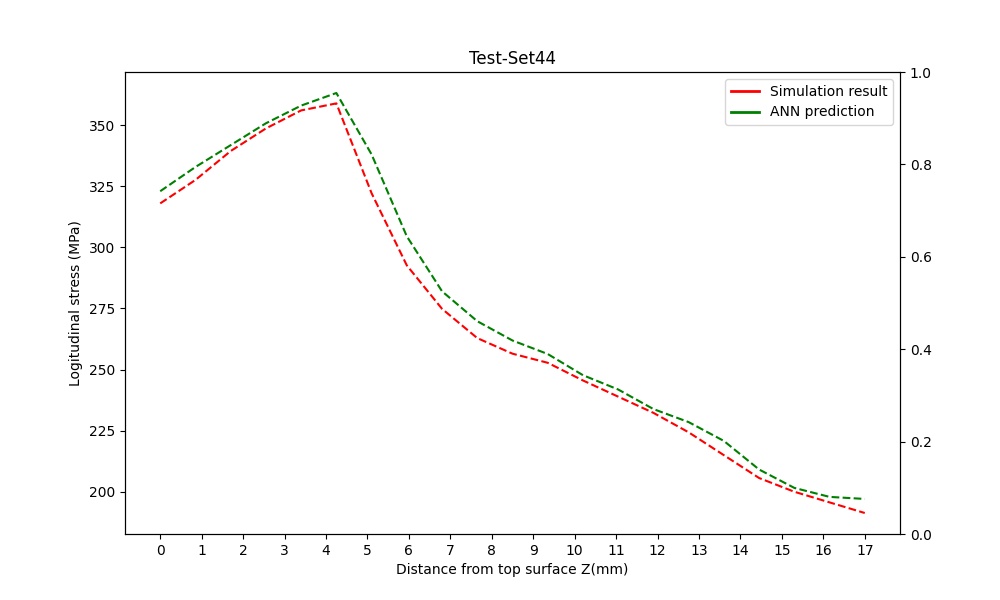 Test-Set44
Simulation result
ANN prediction
350
325
300
275
250
225
200
Logitudinal stress (MPa)
1.0
0.8
0.6
0.4
0.2
0.0
0 1 2 3 4 5 6 7 8 9 10 11 12 13 14 15 16 17
Distance from top surface Z(mm)